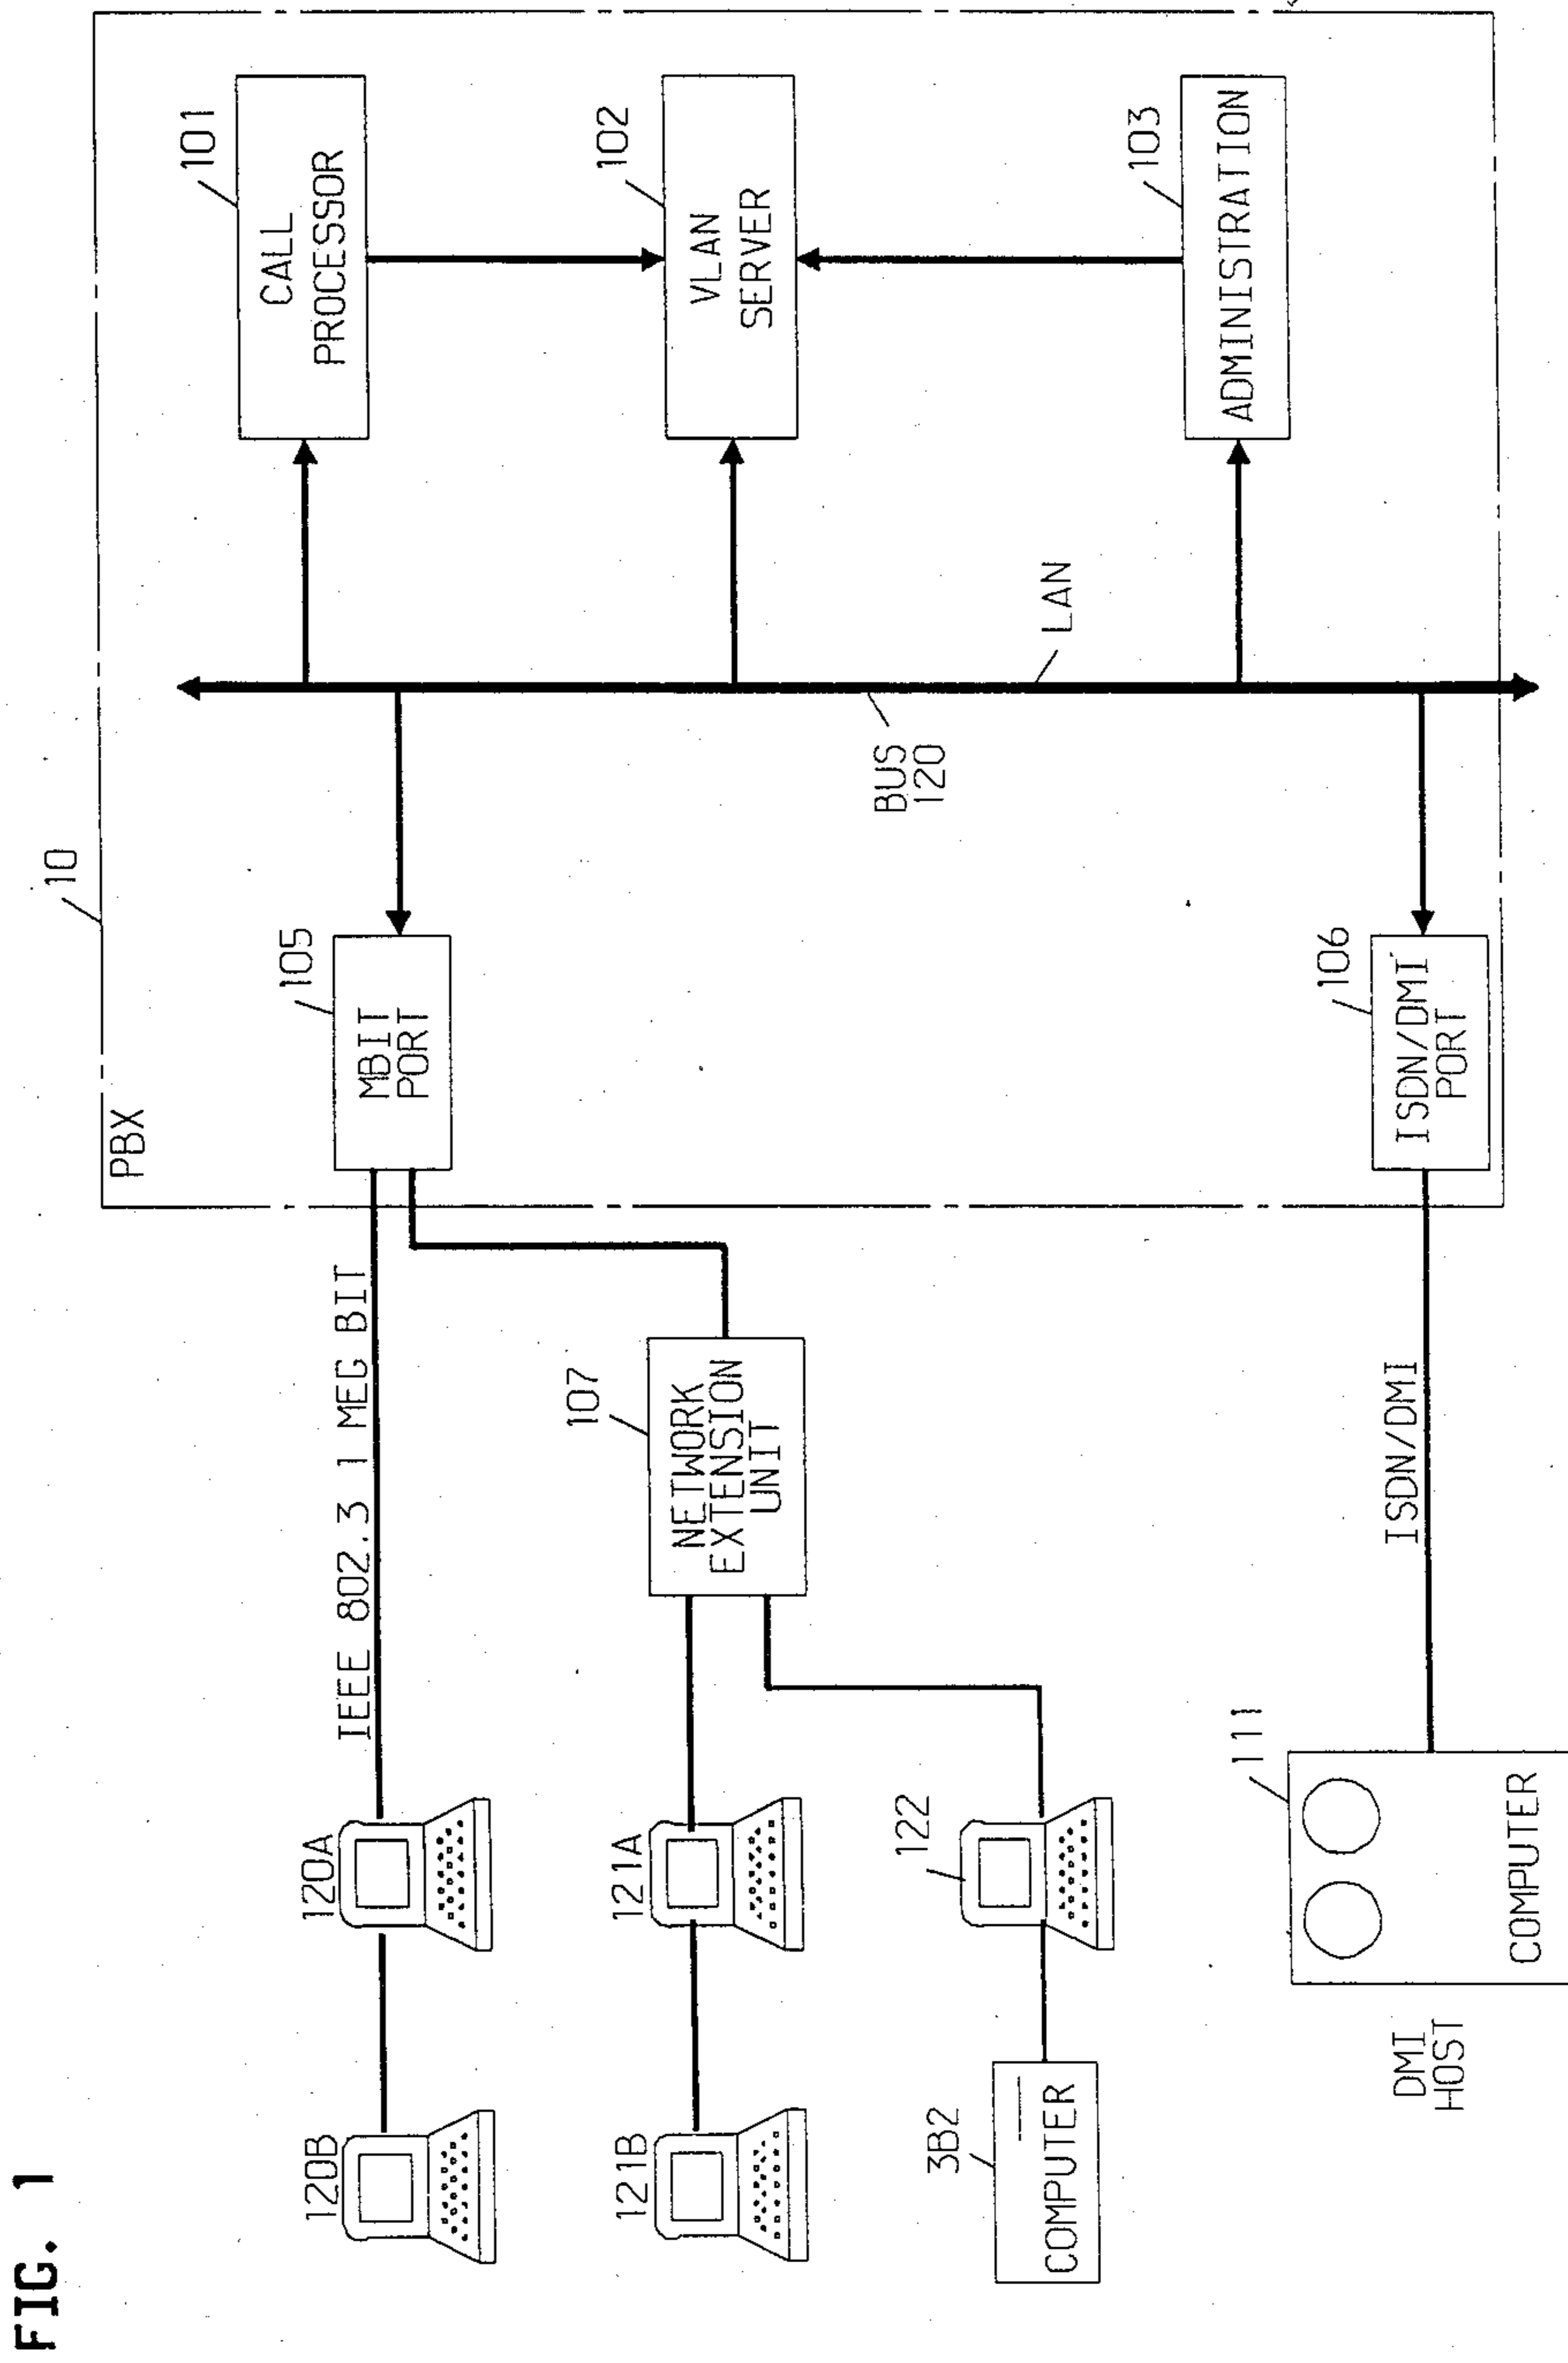 FIG. 1
10
PBX
120B
120A
IEEE 802.3 1 MEG BIT
105
MBIT
PORT
101
CALL
PROCESSOR
121B
121A
107
NETWORK
EXTENSION
UNIT
102
VLAN
SERVER
BUS
120
LAN
3B2
COMPUTER
122
103
ADMINISTRATION
DMI
HOST
111
COMPUTER
ISDN/DMI
106
ISDN/DMI
PORT